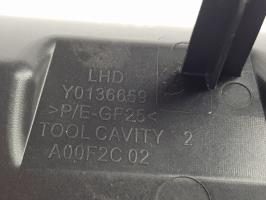 LHD
Y0136659
>P/E-GF25<
TOOL CAVITY 2
A00F2C 02